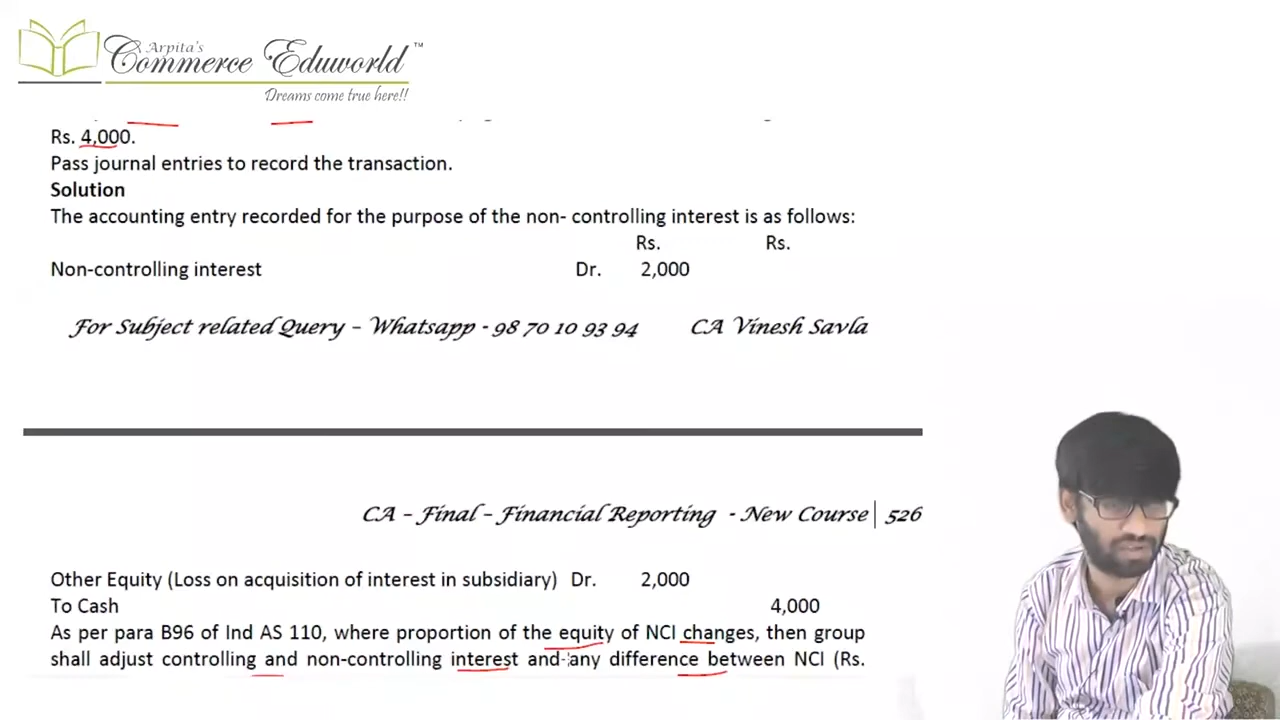 Arpita's
Commerce Eduworld™
Dreams come true here!!
Rs. 4,000.
Pass journal entries to record the transaction.
Solution
The accounting entry recorded for the purpose of the non- controlling interest is as follows:
Rs. Rs.
Non-controlling interest Dr. 2,000
For Subject related Query – Whatsapp - 98 70 10 93 94 CA Vinesh Savla
CA – Final – Financial Reporting - New Course| 526
Other Equity (Loss on acquisition of interest in subsidiary) Dr. 2,000
To Cash 4,000
As per para B96 of Ind AS 110, where proportion of the equity of NCI changes, then group
shall adjust controlling and non-controlling interest and any difference between NCI (Rs.